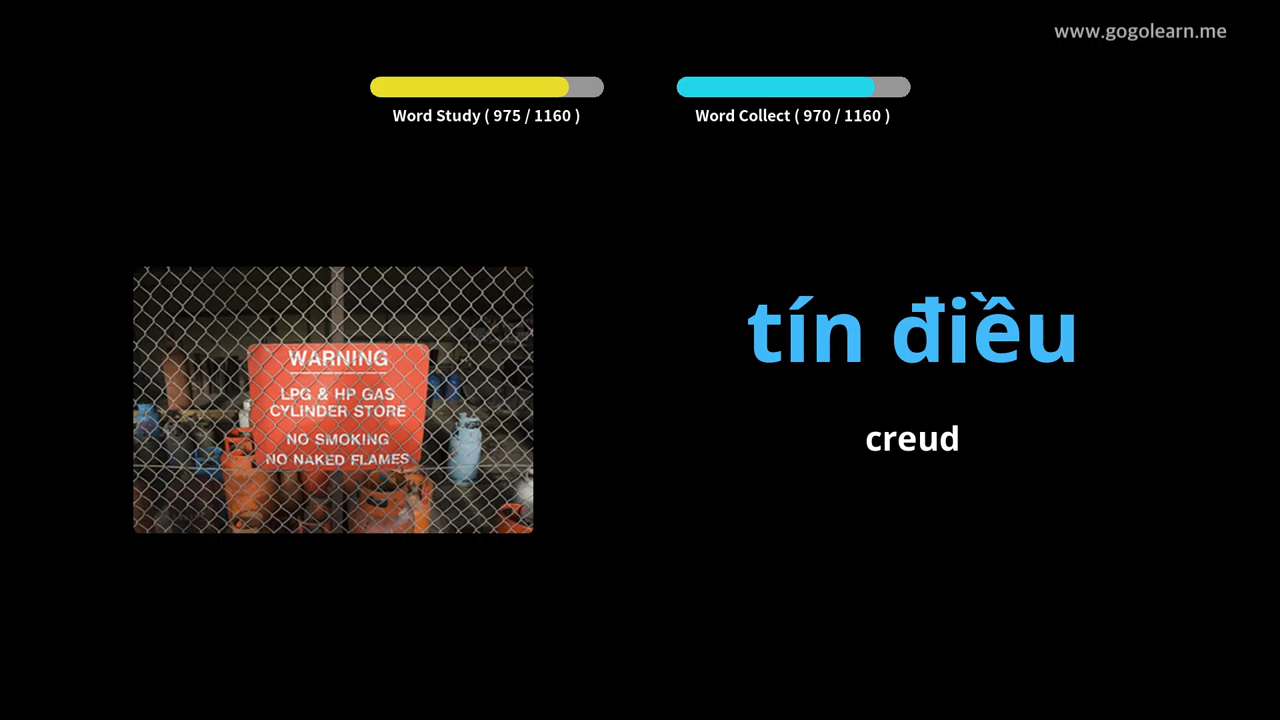 www.gogolearn.me
Word Study ( 975 / 1160 )
Word Collect ( 970 / 1160 )
WARNING
LPG & HP GAS
CYLINDER STORE
NO SMOKING
NO NAKED FLAMES
tín điều
creud